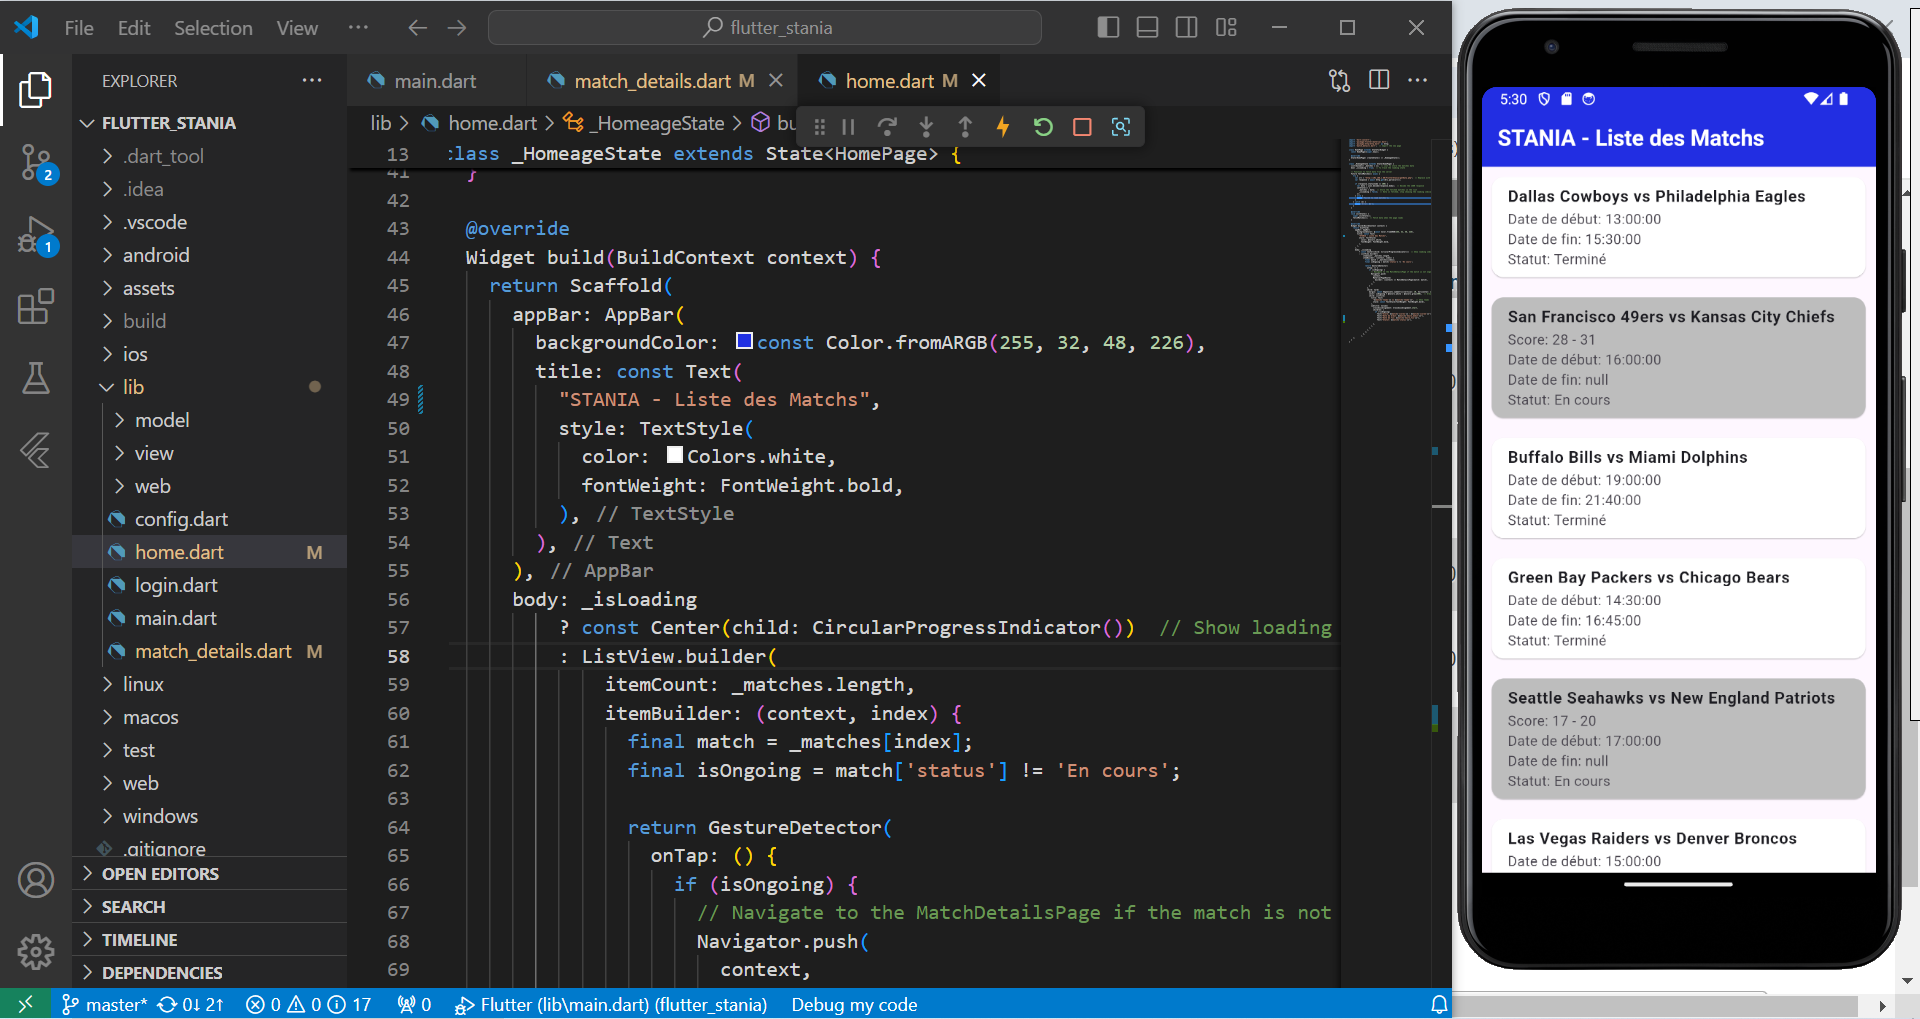 File Edit Selection View ··· flutter_stania
EXPLORER ···
FLUTTER_STANIA
.dart_tool
.idea
.vscode
android
assets
build
ios
lib
model
view
web
config.dart
home.dart M
login.dart
main.dart
match_details.dart M
linux
macos
test
web
windows
.gitignore
OPEN EDITORS
SEARCH
TIMELINE
DEPENDENCIES
2
1
main.dart match_details.dart M home.dart M
lib > home.dart > _HomeageState > bu
13 class _HomeageState extends State<HomePage> {
41 }
42
43 @override
44 Widget build(BuildContext context) {
45 return Scaffold(
46 appBar: AppBar(
47 backgroundColor: const Color.fromARGB(255, 32, 48, 226),
48 title: const Text(
49 "STANIA - Liste des Matchs",
50 style: TextStyle(
51 color: Colors.white,
52 fontWeight: FontWeight.bold,
53 ), // TextStyle
54 ), // Text
55 ), // AppBar
56 body: _isLoading
57 ? const Center(child: CircularProgressIndicator()) // Show loading
58 : ListView.builder(
59 itemCount: _matches.length,
60 itemBuilder: (context, index) {
61 final match = _matches[index];
62 final isOngoing = match['status'] != 'En cours';
63
64 return GestureDetector(
65 onTap: () {
66 if (isOngoing) {
67 // Navigate to the MatchDetailsPage if the match is not
68 Navigator.push(
69 context,
master* 0↓ 2↑ 0 0 17 0 Flutter (lib\main.dart) (flutter_stania) Debug my code
5:30
STANIA - Liste des Matchs
Dallas Cowboys vs Philadelphia Eagles
Date de début: 13:00:00
Date de fin: 15:30:00
Statut: Terminé
San Francisco 49ers vs Kansas City Chiefs
Score: 28 - 31
Date de début: 16:00:00
Date de fin: null
Statut: En cours
Buffalo Bills vs Miami Dolphins
Date de début: 19:00:00
Date de fin: 21:40:00
Statut: Terminé
Green Bay Packers vs Chicago Bears
Date de début: 14:30:00
Date de fin: 16:45:00
Statut: Terminé
Seattle Seahawks vs New England Patriots
Score: 17 - 20
Date de début: 17:00:00
Date de fin: null
Statut: En cours
Las Vegas Raiders vs Denver Broncos
Date de début: 15:00:00